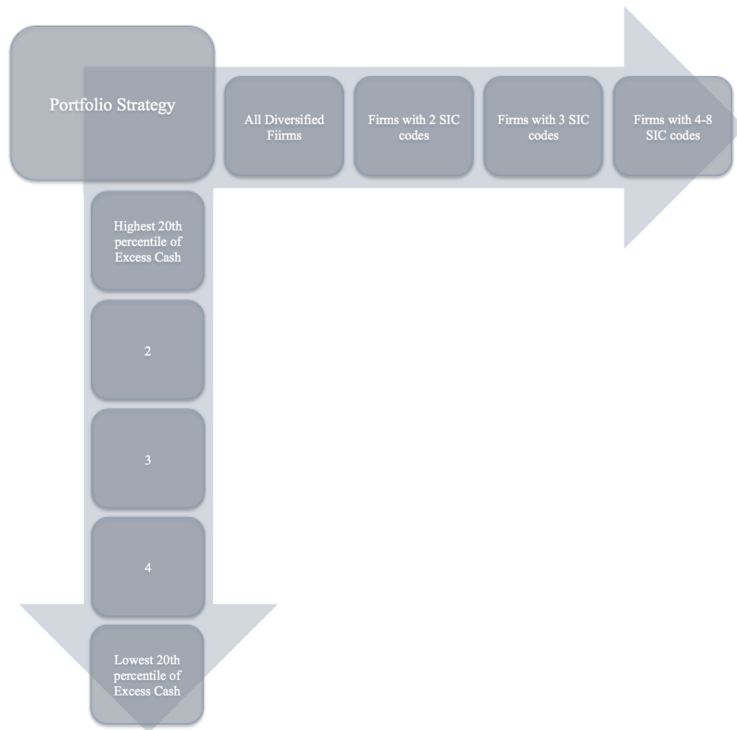 Portfolio Strategy
All Diversified
Fiirms
Firms with 2 SIC
codes
Firms with 3 SIC
codes
Firms with 4-8
SIC codes
Highest 20th
percentile of
Excess Cash
2
3
4
Lowest 20th
percentile of
Excess Cash